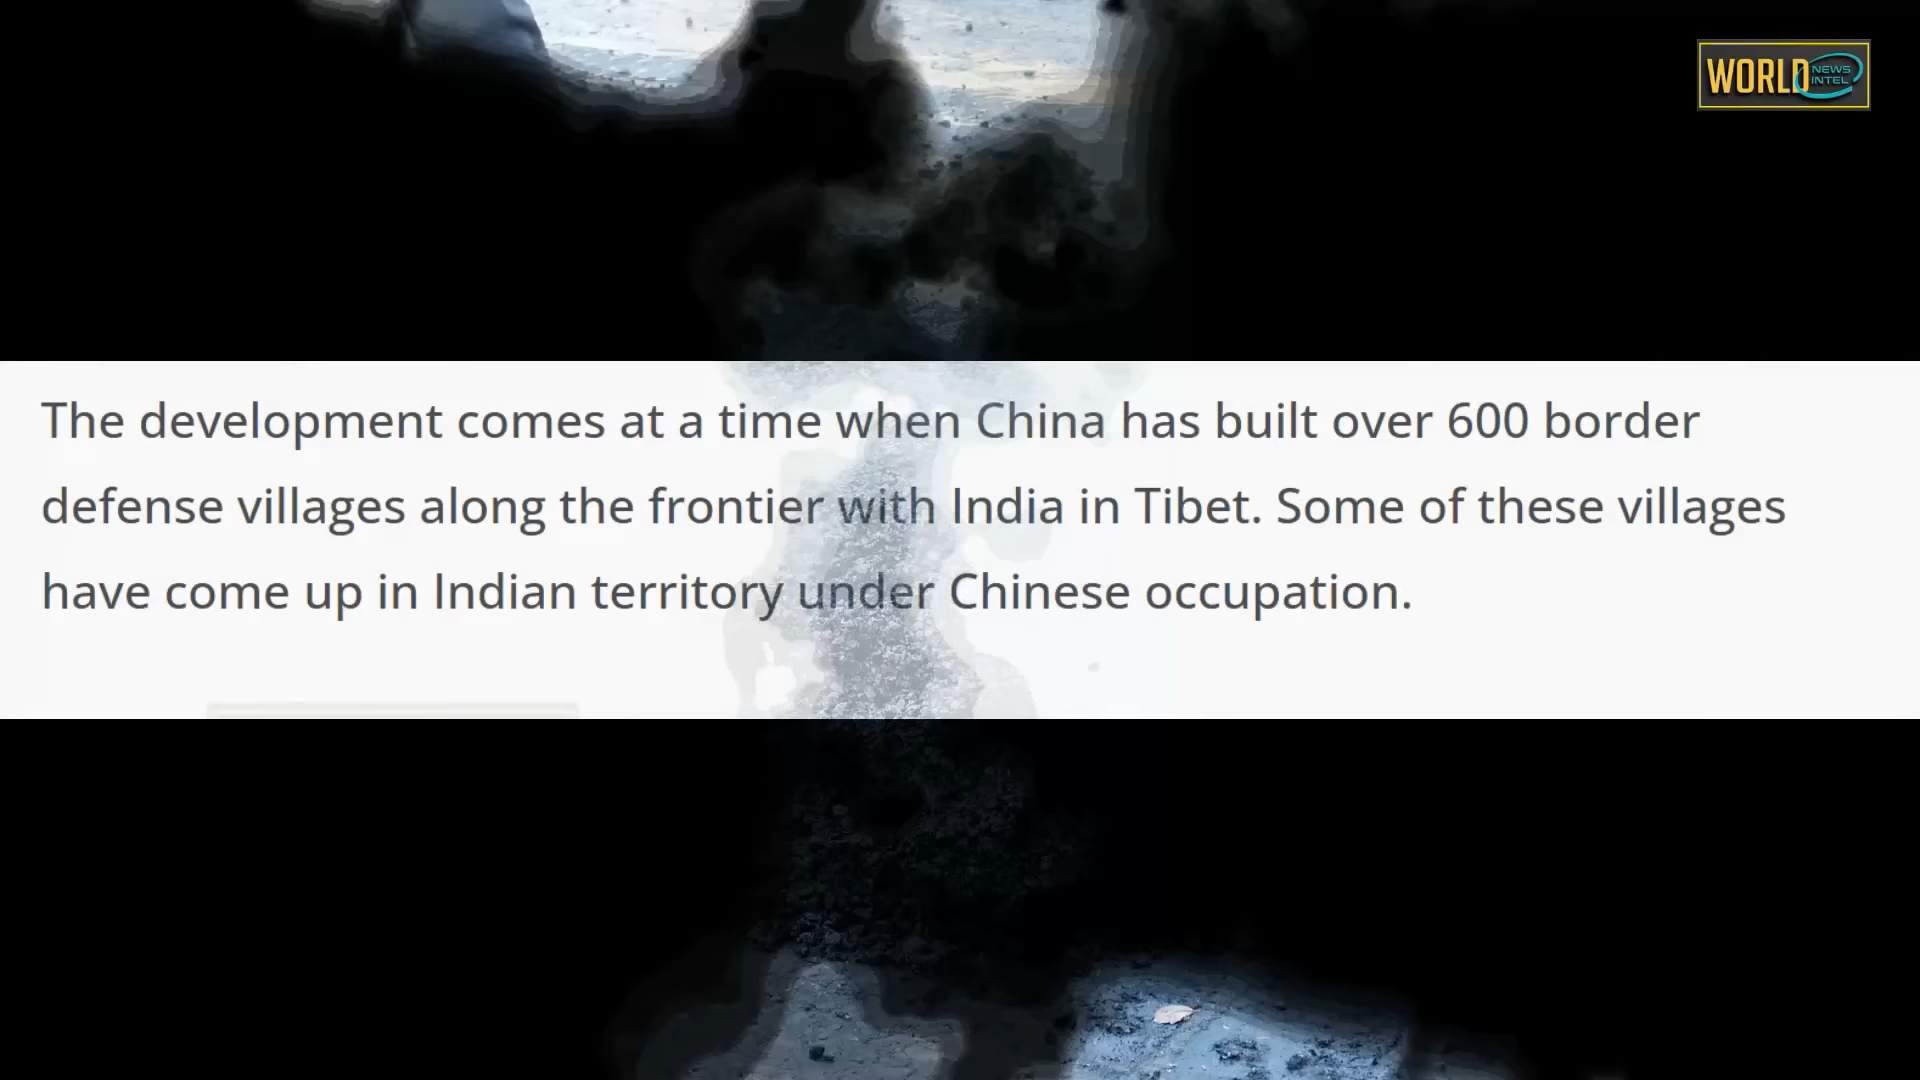 WORLD NEWS INTEL
The development comes at a time when China has built over 600 border
defense villages along the frontier with India in Tibet. Some of these villages
have come up in Indian territory under Chinese occupation.